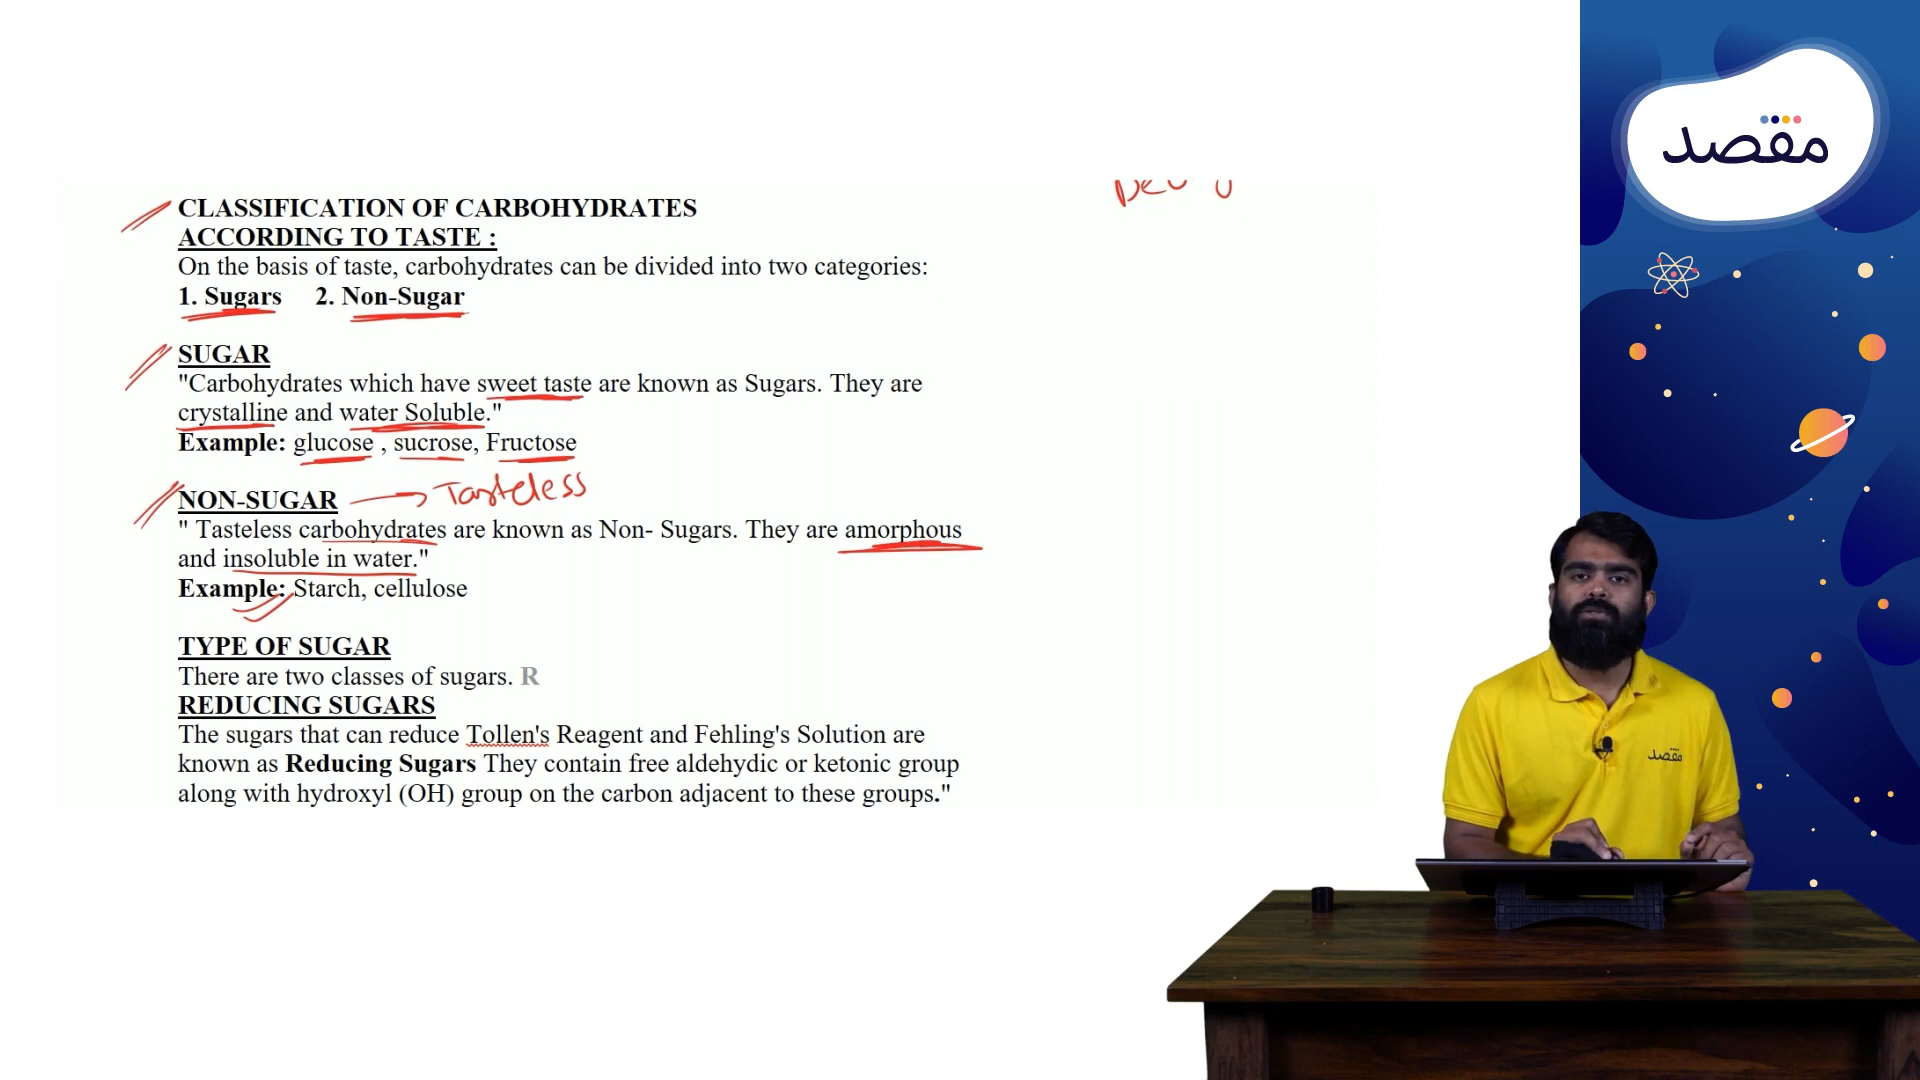 CLASSIFICATION OF CARBOHYDRATES
ACCORDING TO TASTE :
On the basis of taste, carbohydrates can be divided into two categories:
1. Sugars 2. Non-Sugar
SUGAR
"Carbohydrates which have sweet taste are known as Sugars. They are
crystalline and water Soluble."
Example: glucose , sucrose, Fructose
NON-SUGAR Tasteless
" Tasteless carbohydrates are known as Non- Sugars. They are amorphous
and insoluble in water."
Example: Starch, cellulose
TYPE OF SUGAR
There are two classes of sugars. R
REDUCING SUGARS
The sugars that can reduce Tollen's Reagent and Fehling's Solution are
known as Reducing Sugars They contain free aldehydic or ketonic group
along with hydroxyl (OH) group on the carbon adjacent to these groups."
مقصد
مقصد